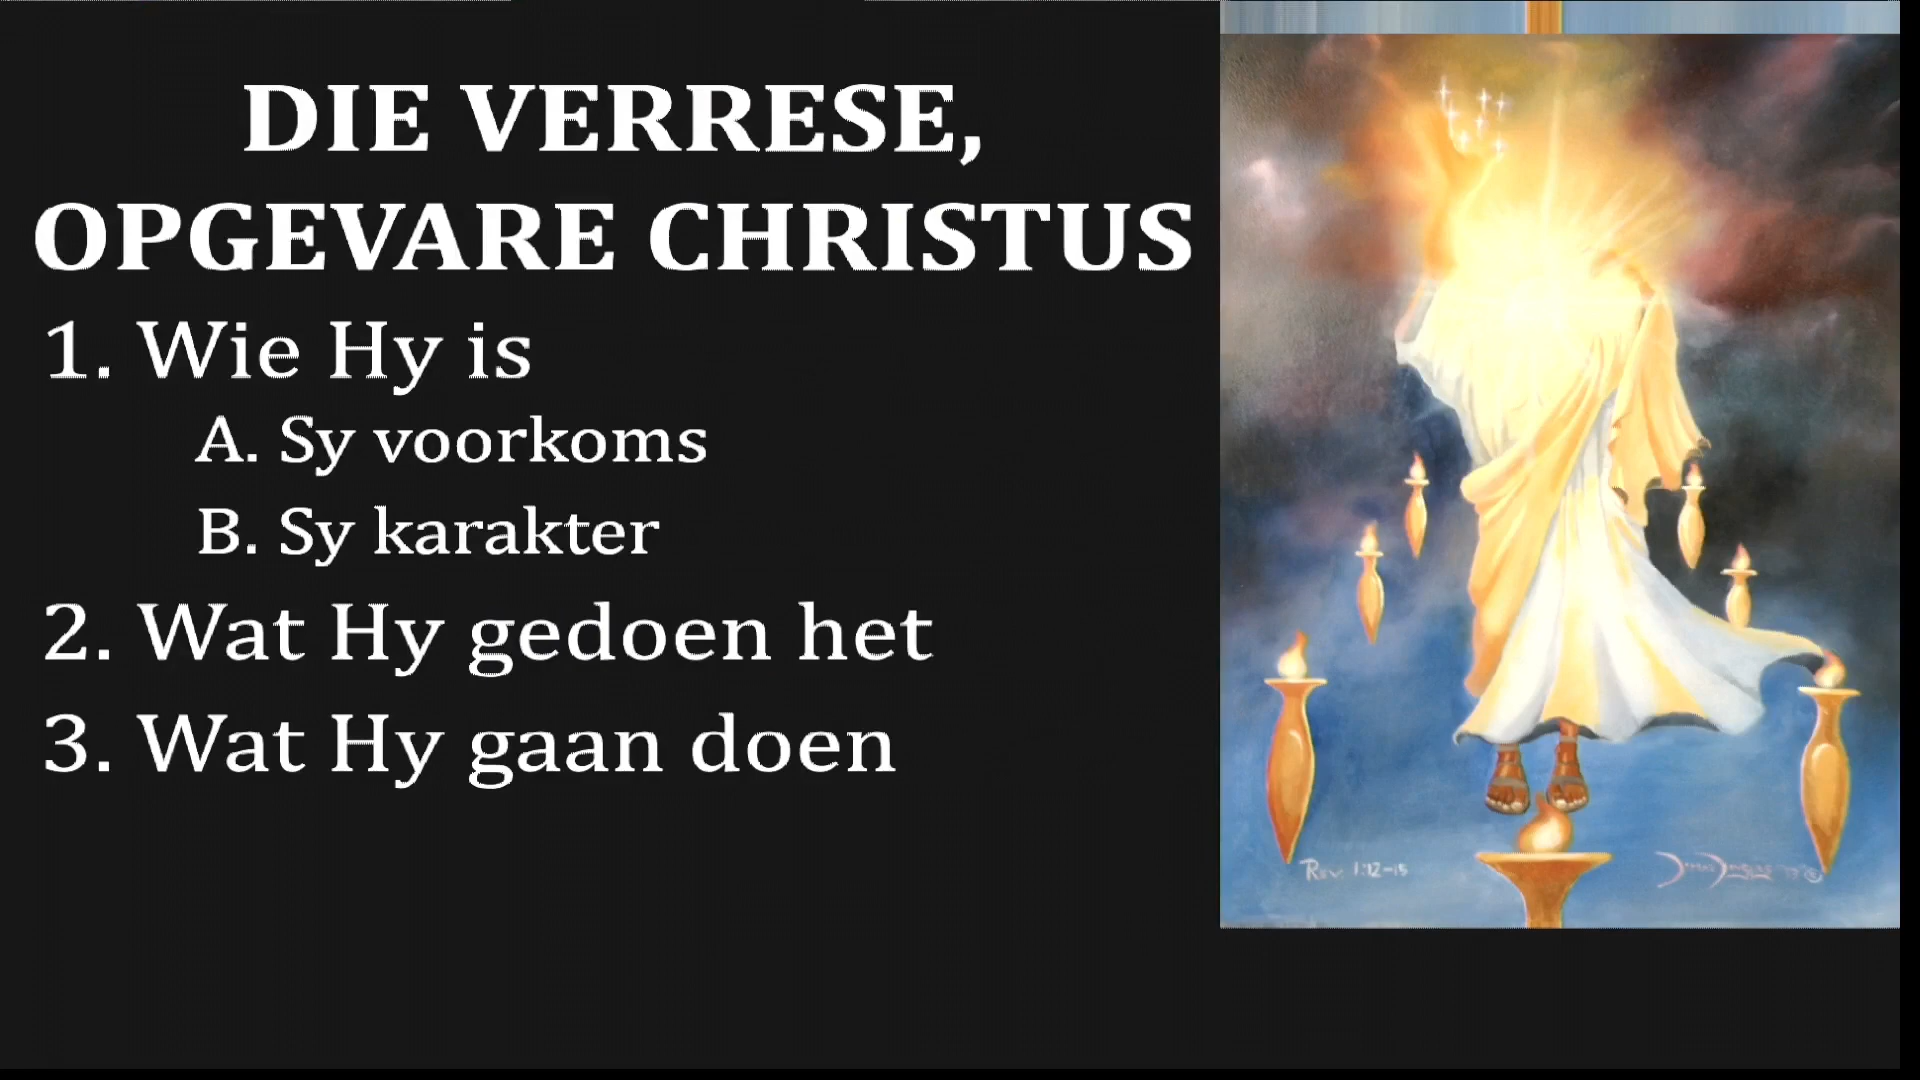 DIE VERRESE,
OPGEVARE CHRISTUS
1. Wie Hy is
A. Sy voorkoms
B. Sy karakter
2. Wat Hy gedoen het
3. Wat Hy gaan doen
Rev. 1:12-15